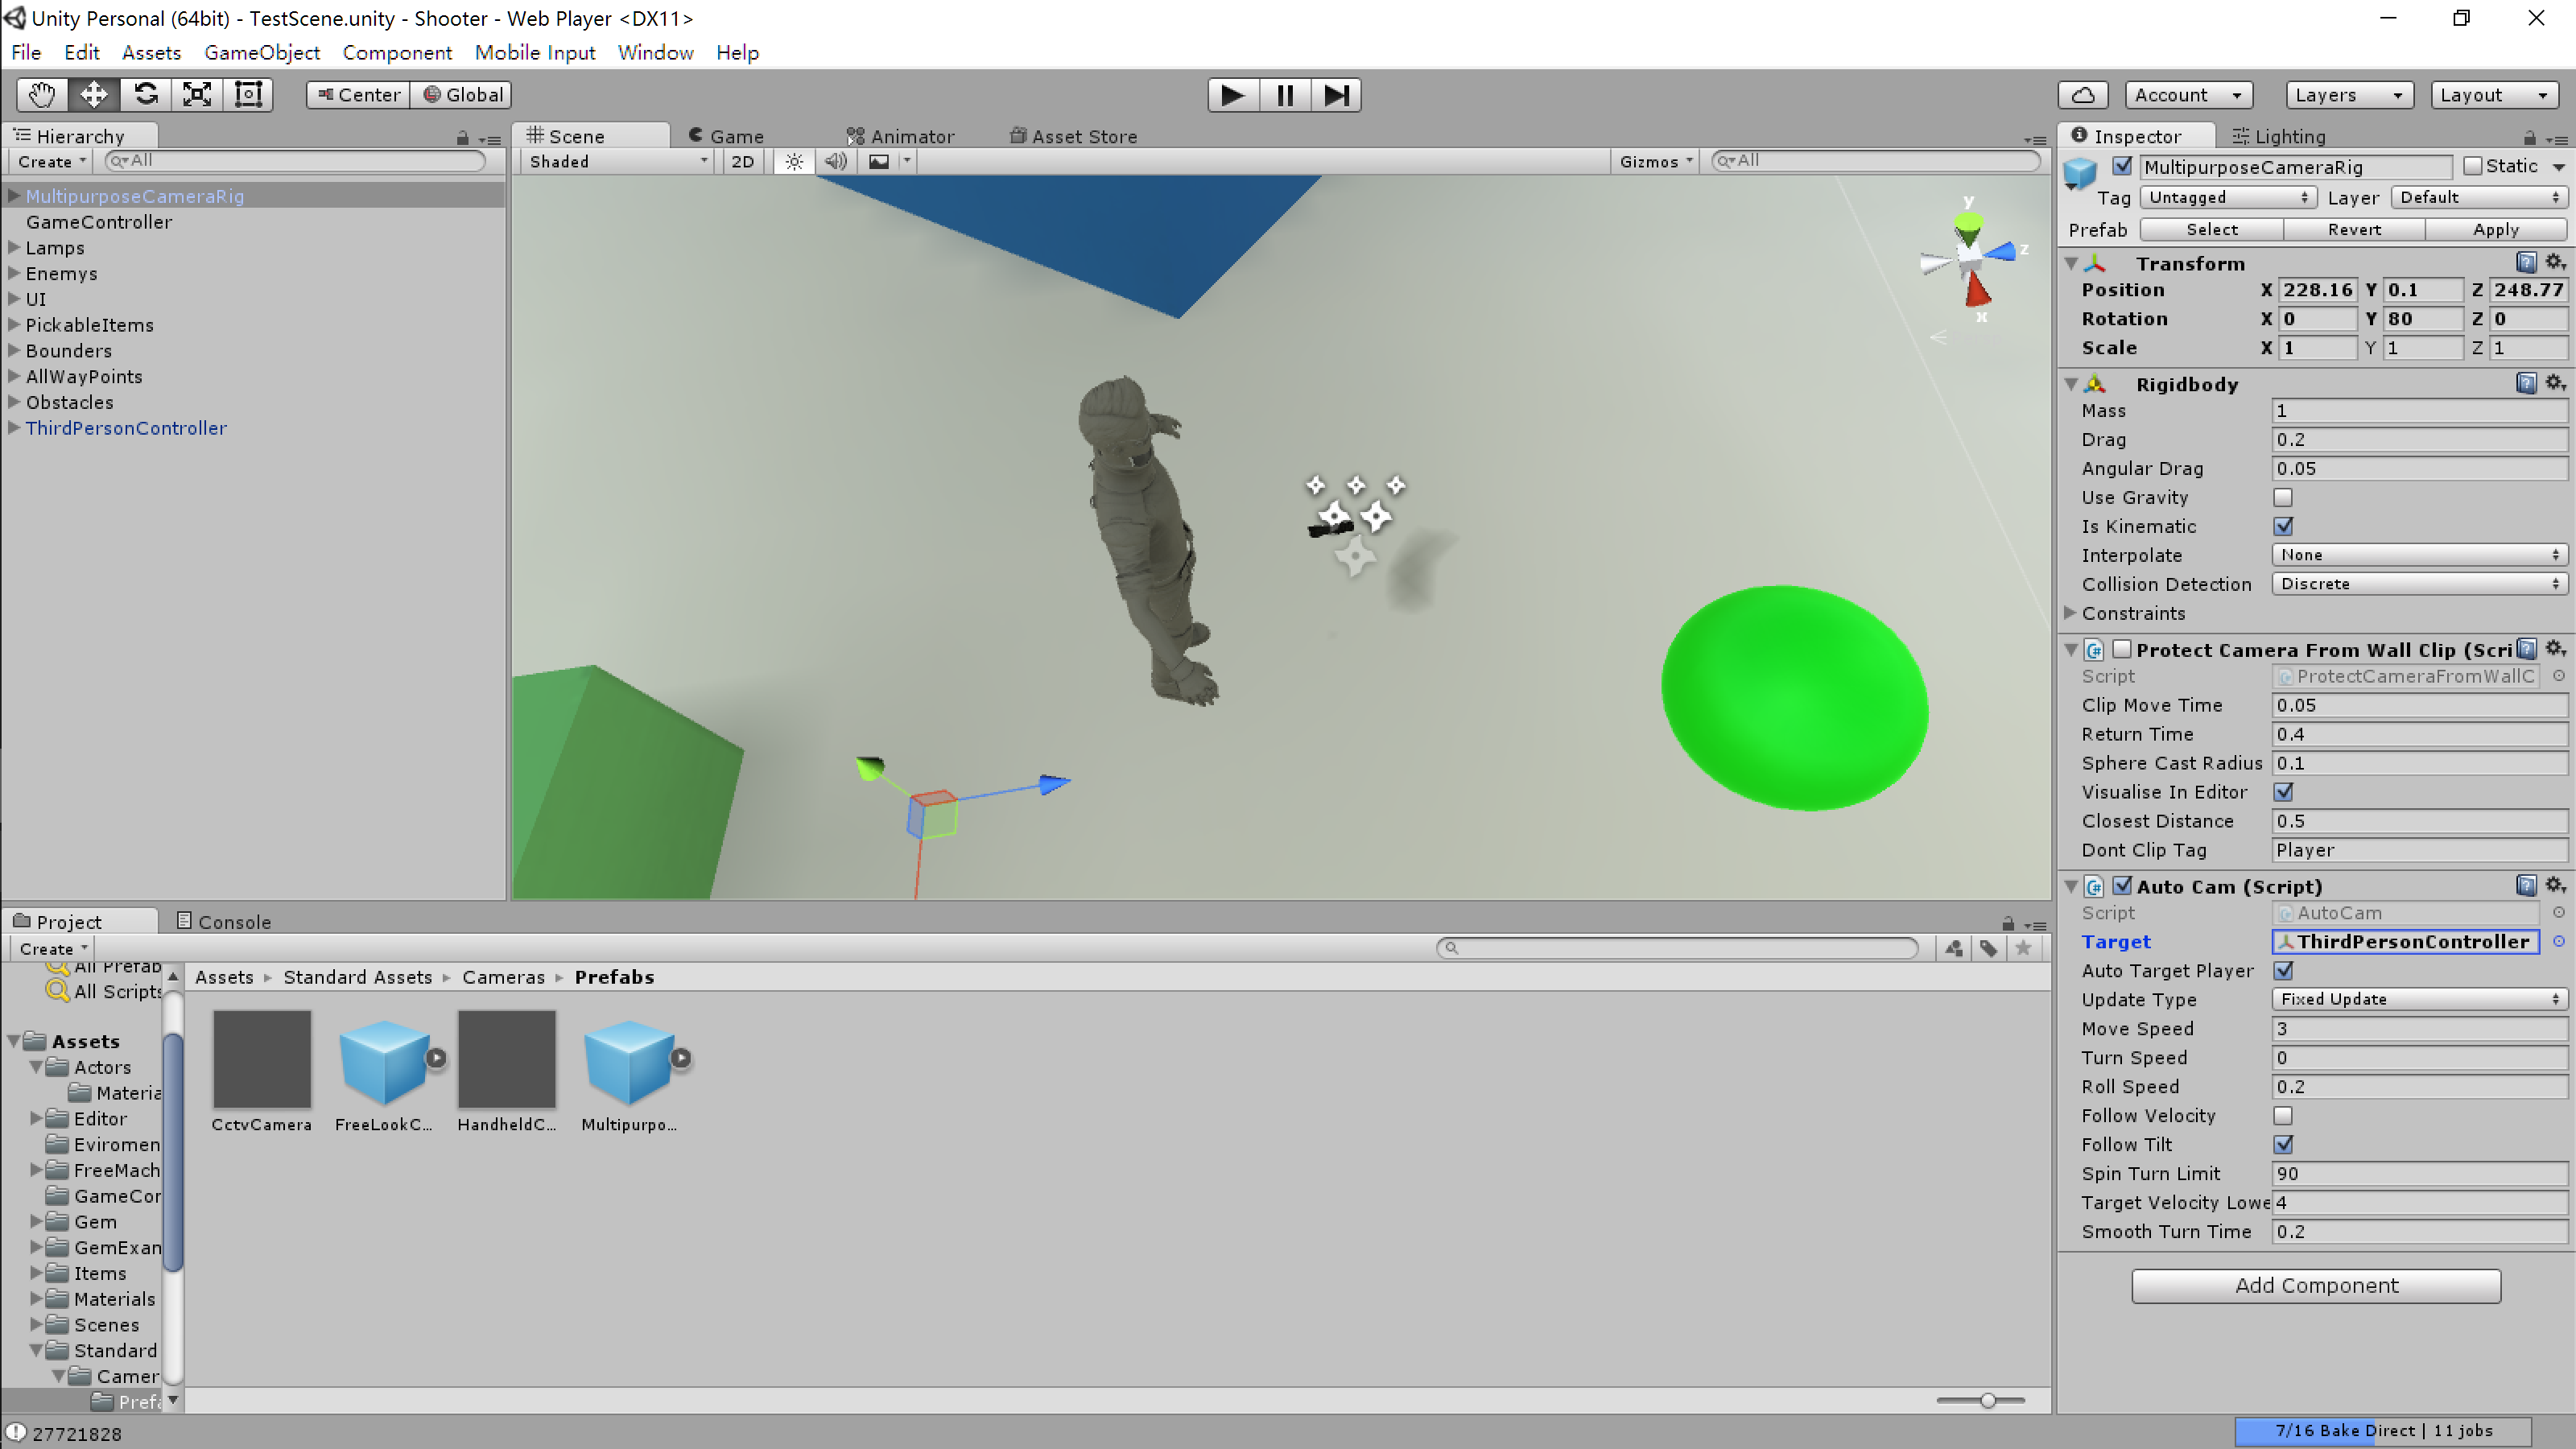 Unity Personal (64bit) - TestScene.unity - Shooter - Web Player <DX11>
File Edit Assets GameObject Component Mobile Input Window Help
Center Global Account Layers Layout
Hierarchy
Create All
MultipurposeCameraRig
GameController
Lamps
Enemys
UI
PickableItems
Bounders
AllWayPoints
Obstacles
ThirdPersonController
Scene Game Animator Asset Store
Shaded 2D Gizmos All
y
z
x
Inspector Lighting
MultipurposeCameraRig Static
Tag Untagged Layer Default
Prefab Select Revert Apply
Transform
Position X 228.16 Y 0.1 Z 248.77
Rotation X 0 Y 80 Z 0
Scale X 1 Y 1 Z 1
Rigidbody
Mass 1
Drag 0.2
Angular Drag 0.05
Use Gravity
Is Kinematic
Interpolate None
Collision Detection Discrete
Constraints
Protect Camera From Wall Clip (Scri
Script ProtectCameraFromWallC
Clip Move Time 0.05
Return Time 0.4
Sphere Cast Radius 0.1
Visualise In Editor
Closest Distance 0.5
Dont Clip Tag Player
Auto Cam (Script)
Script AutoCam
Target ThirdPersonController
Auto Target Player
Update Type Fixed Update
Move Speed 3
Turn Speed 0
Roll Speed 0.2
Follow Velocity
Follow Tilt
Spin Turn Limit 90
Target Velocity Lowe 4
Smooth Turn Time 0.2
Add Component
Project Console
Create
All Prefab
All Scripts
Assets
Actors
Materia
Editor
Eviromen
FreeMach
GameCor
Gem
GemExan
Items
Materials
Scenes
Standard
Camer
Prefa
Assets Standard Assets Cameras Prefabs
CctvCamera FreeLookC... HandheldC... Multipurpo...
27721828
7/16 Bake Direct | 11 jobs